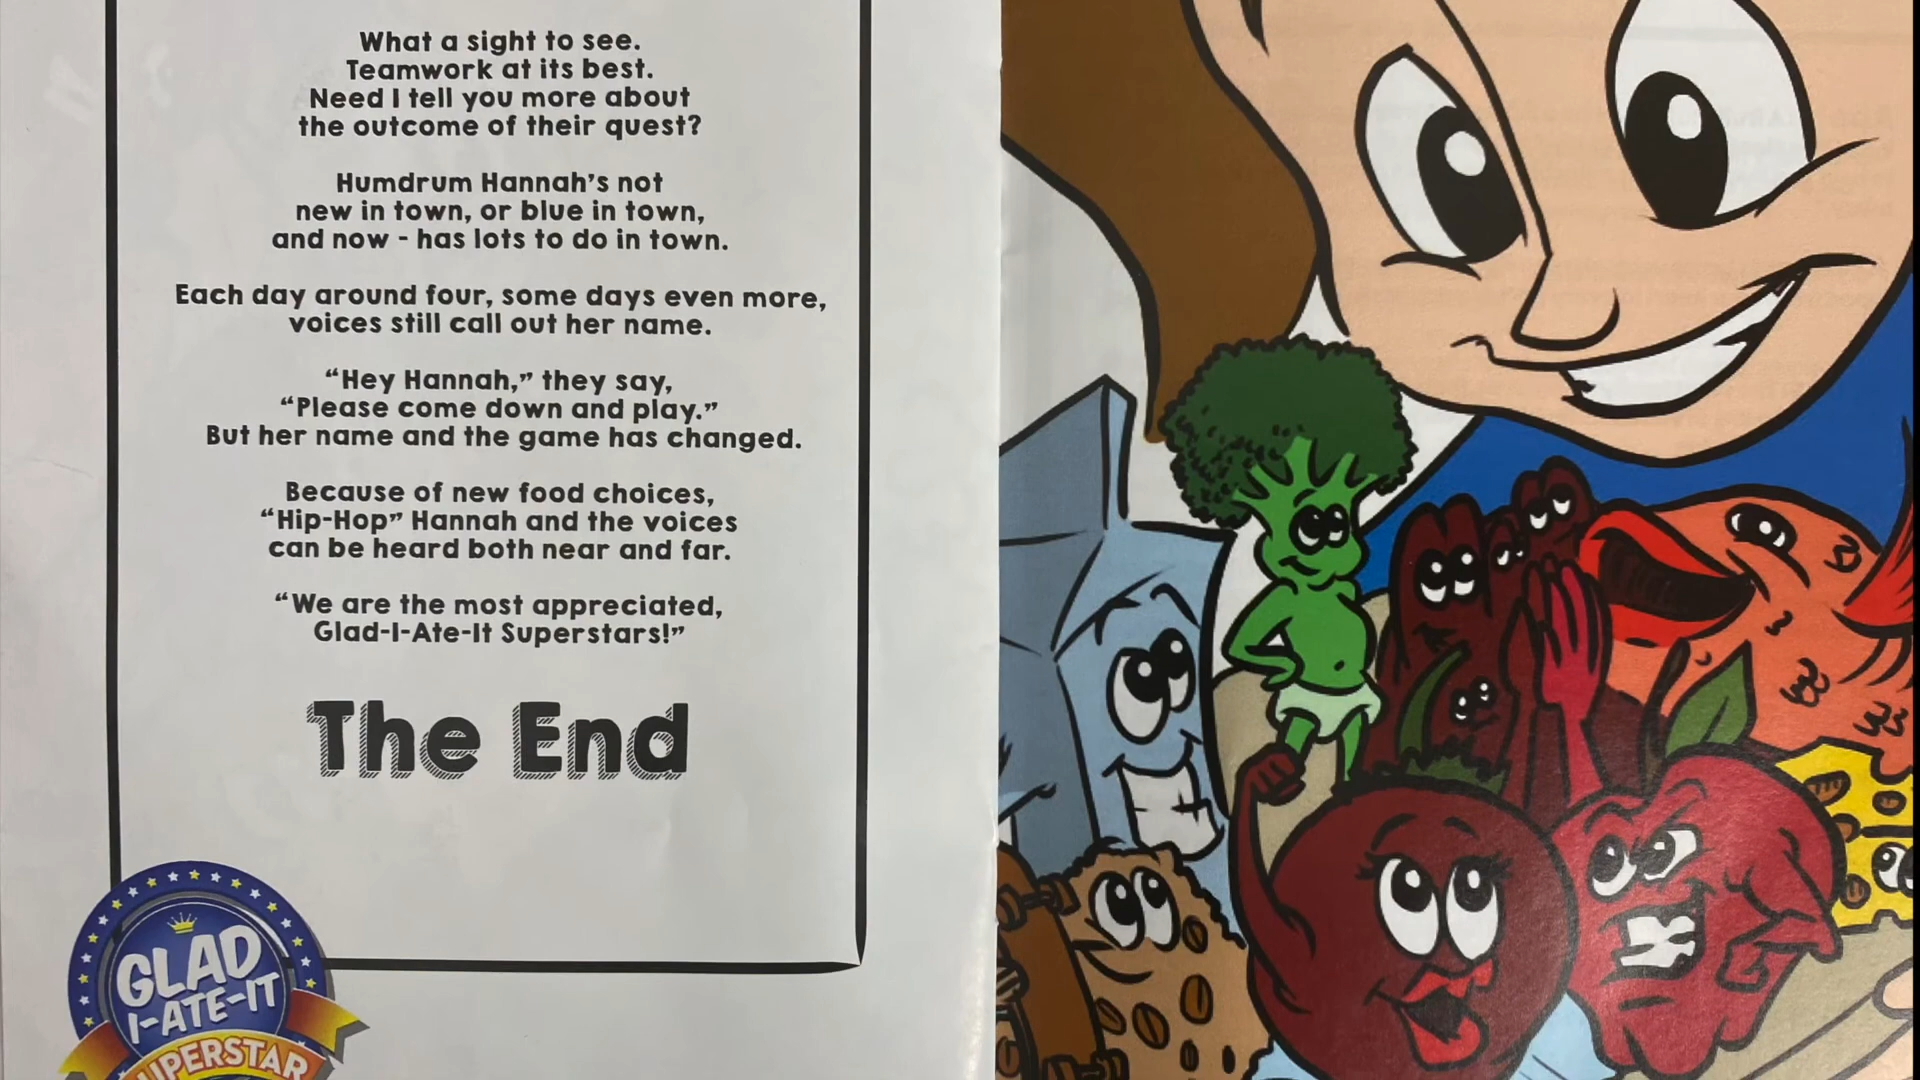 What a sight to see.
Teamwork at its best.
Need I tell you more about
the outcome of their quest?
Humdrum Hannah's not
new in town, or blue in town,
and now - has lots to do in town.
Each day around four, some days even more,
voices still call out her name.
“Hey Hannah,” they say,
“Please come down and play.”
But her name and the game has changed.
Because of new food choices,
“Hip-Hop” Hannah and the voices
can be heard both near and far.
“We are the most appreciated,
Glad-I-Ate-It Superstars!”
The End
GLAD
I-ATE-IT
SUPERSTAR